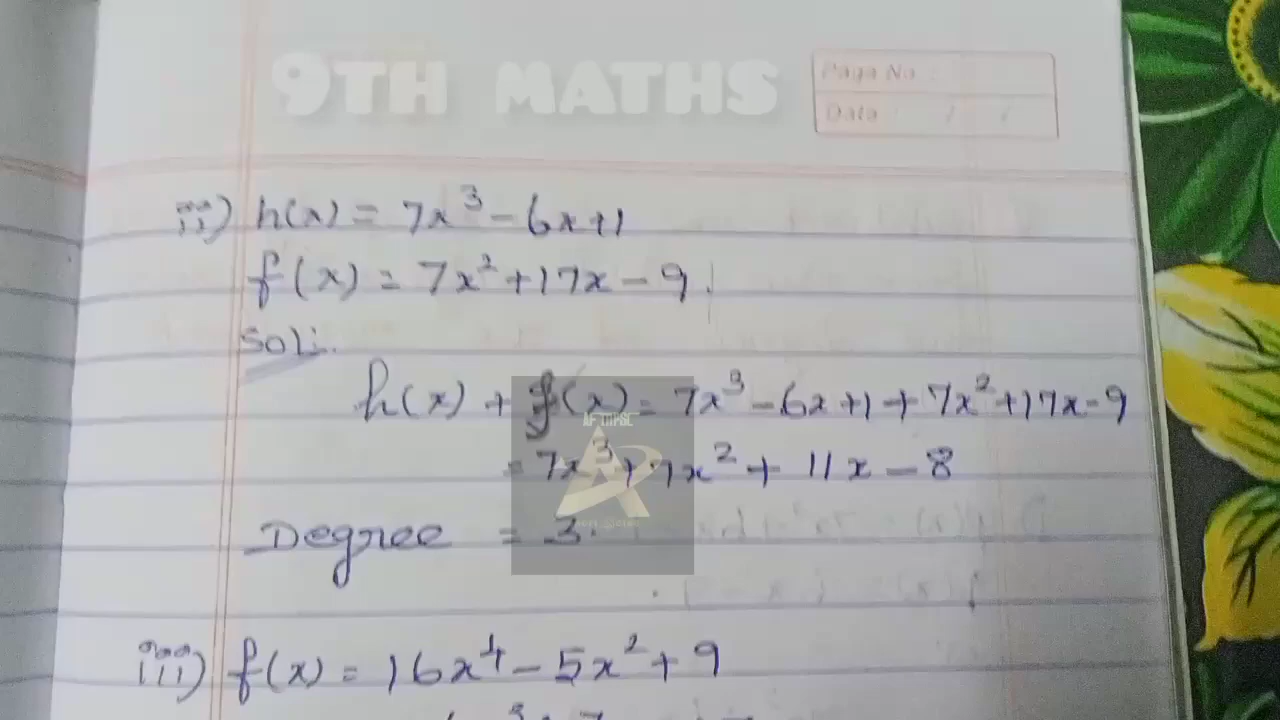 9TH MATHS
Page No :
Date : / /
ii) h(x) = 7x³ - 6x+1
f(x) = 7x² + 17x - 9.
Sol:.
h(x) + f(x) = 7x³ - 6x + 1 + 7x² + 17x - 9
= 7x³ + 7x² + 11x - 8
Degree = 3.
iii) f(x) = 16x⁴ - 5x² + 9